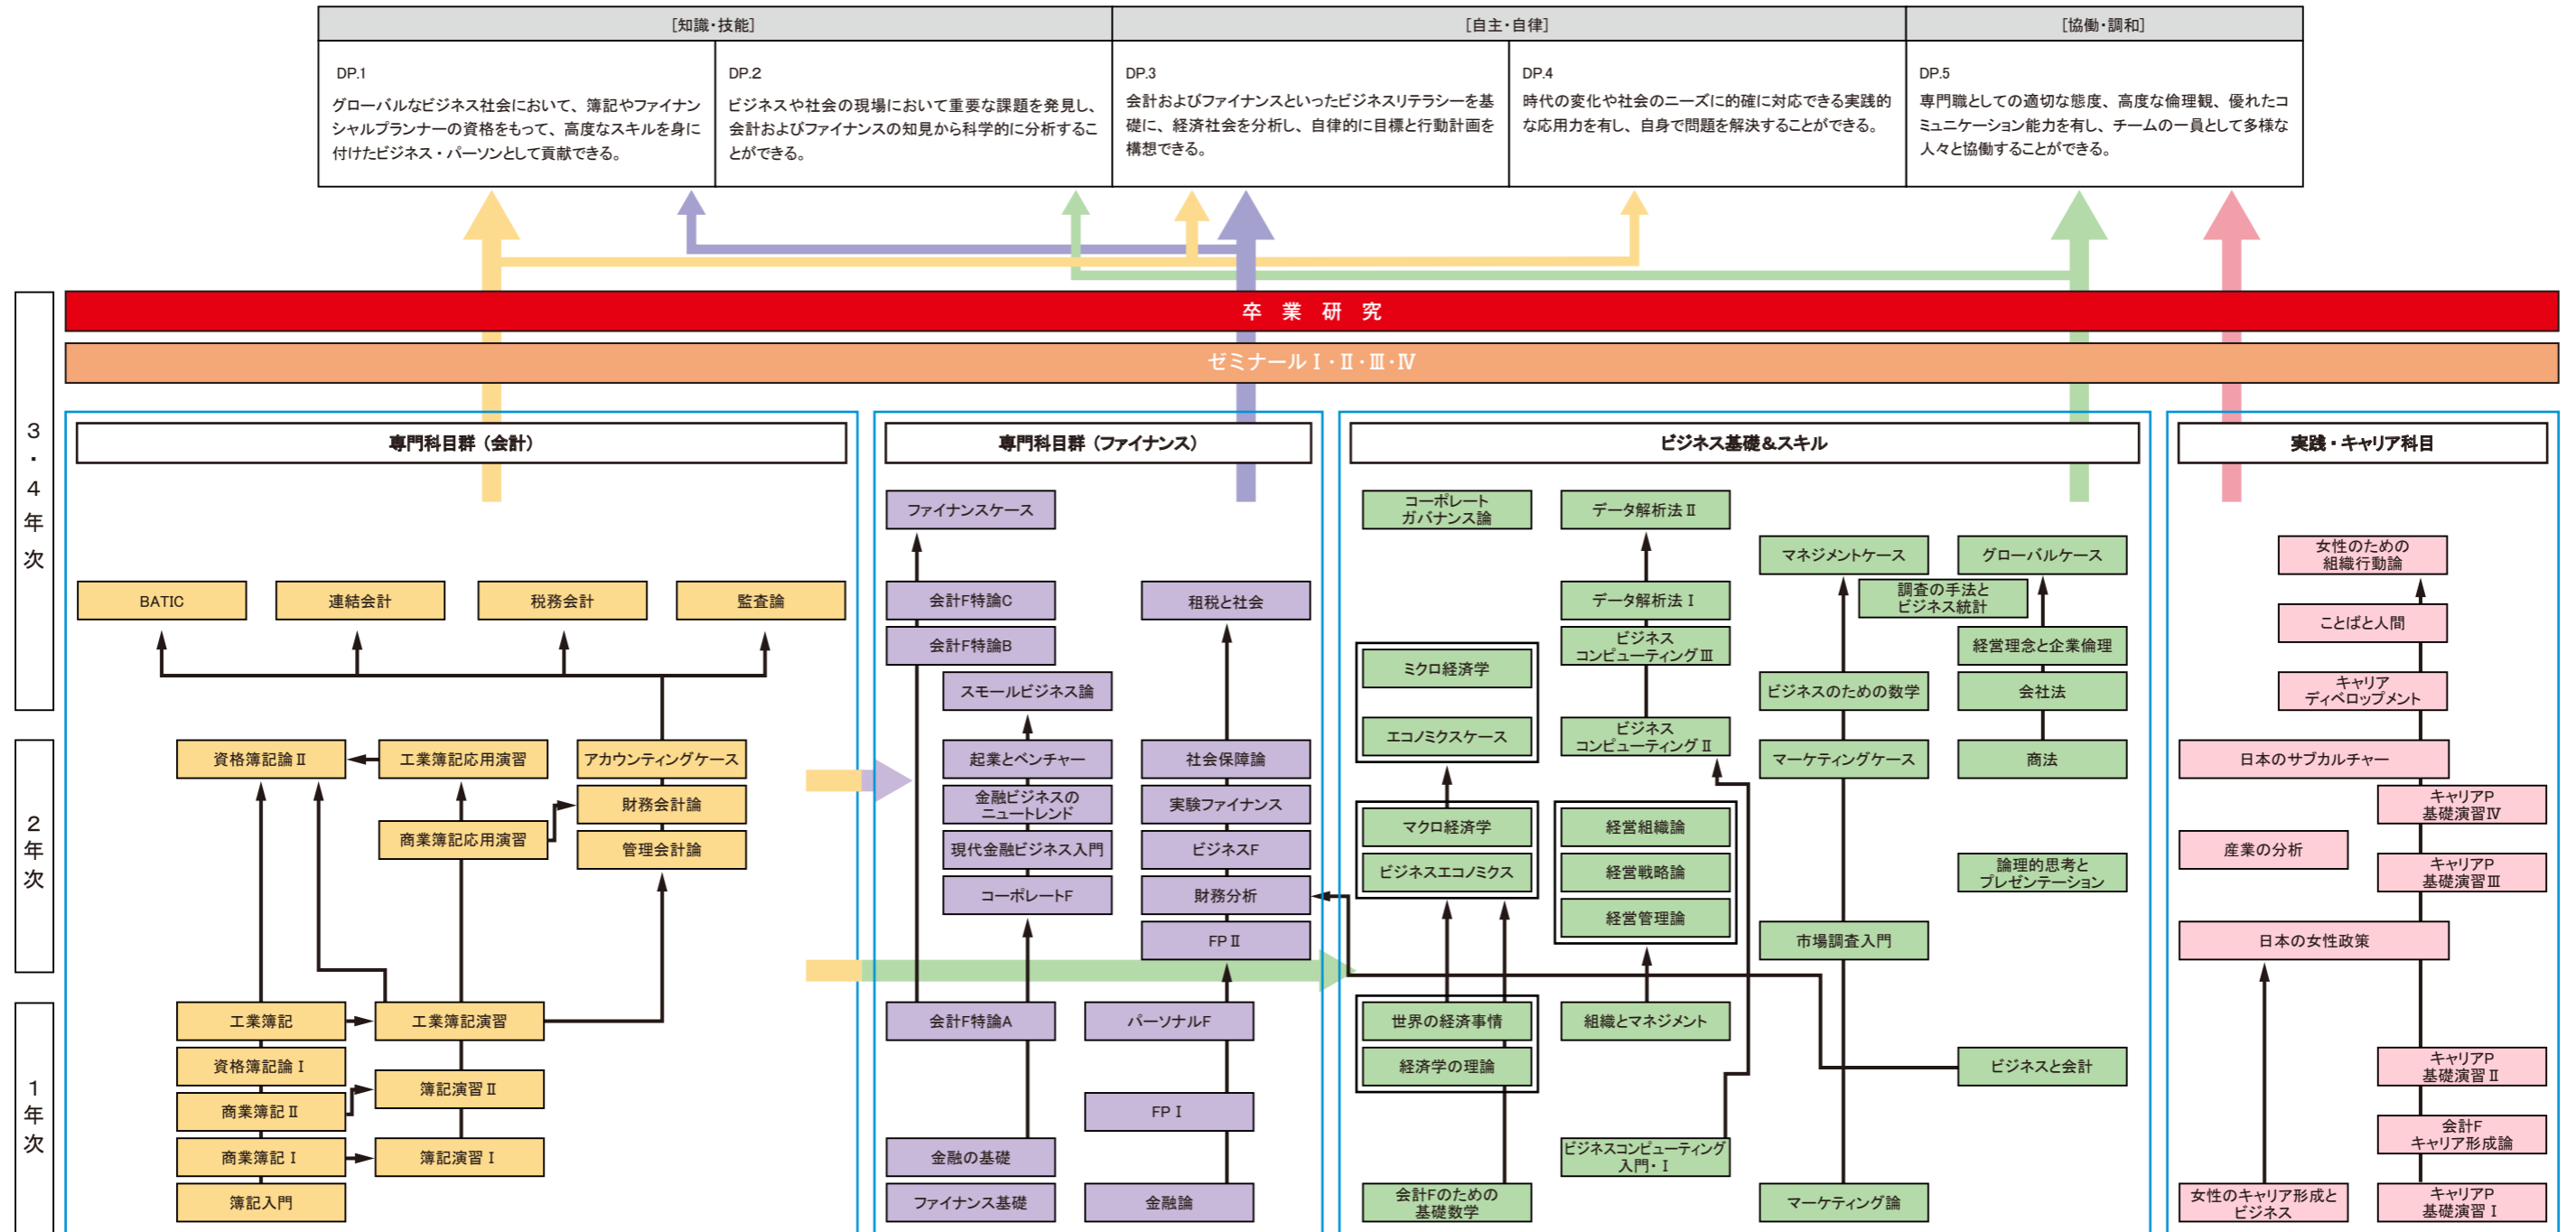 [知識・技能]
[自主・自律]
[協働・調和]
DP.1
グローバルなビジネス社会において、簿記やファイナン
シャルプランナーの資格をもって、高度なスキルを身に
付けたビジネス・パーソンとして貢献できる。
DP.2
ビジネスや社会の現場において重要な課題を発見し、
会計およびファイナンスの知見から科学的に分析するこ
とができる。
DP.3
会計およびファイナンスといったビジネスリテラシーを基
礎に、経済社会を分析し、自律的に目標と行動計画を
構想できる。
DP.4
時代の変化や社会のニーズに的確に対応できる実践的
な応用力を有し、自身で問題を解決することができる。
DP.5
専門職としての適切な態度、高度な倫理観、優れたコ
ミュニケーション能力を有し、チームの一員として多様な
人々と協働することができる。
卒業研究
ゼミナールⅠ・Ⅱ・Ⅲ・Ⅳ
3・4年次
2年次
1年次
専門科目群（会計）
BATIC
連結会計
税務会計
監査論
資格簿記論Ⅱ
工業簿記応用演習
アカウンティングケース
財務会計論
商業簿記応用演習
管理会計論
工業簿記
工業簿記演習
資格簿記論Ⅰ
簿記演習Ⅱ
商業簿記Ⅱ
商業簿記Ⅰ
簿記演習Ⅰ
簿記入門
専門科目群（ファイナンス）
ファイナンスケース
会計F特論C
租税と社会
会計F特論B
スモールビジネス論
起業とベンチャー
社会保障論
金融ビジネスの
ニュートレンド
実験ファイナンス
現代金融ビジネス入門
ビジネスF
コーポレートF
財務分析
FPⅡ
会計F特論A
パーソナルF
FPⅠ
金融の基礎
ファイナンス基礎
金融論
ビジネス基礎&スキル
コーポレート
ガバナンス論
データ解析法Ⅱ
マネジメントケース
グローバルケース
データ解析法Ⅰ
調査の手法と
ビジネス統計
ビジネス
コンピューティングⅢ
経営理念と企業倫理
ミクロ経済学
ビジネスのための数学
会社法
エコノミクスケース
ビジネス
コンピューティングⅡ
マーケティングケース
商法
マクロ経済学
経営組織論
ビジネスエコノミクス
経営戦略論
論理的思考と
プレゼンテーション
経営管理論
市場調査入門
世界の経済事情
組織とマネジメント
経済学の理論
ビジネスと会計
ビジネスコンピューティング
入門・Ⅰ
会計Fのための
基礎数学
マーケティング論
実践・キャリア科目
女性のための
組織行動論
ことばと人間
キャリア
ディベロップメント
日本のサブカルチャー
キャリアP
基礎演習Ⅳ
産業の分析
キャリアP
基礎演習Ⅲ
日本の女性政策
キャリアP
基礎演習Ⅱ
会計F
キャリア形成論
女性のキャリア形成と
ビジネス
キャリアP
基礎演習Ⅰ